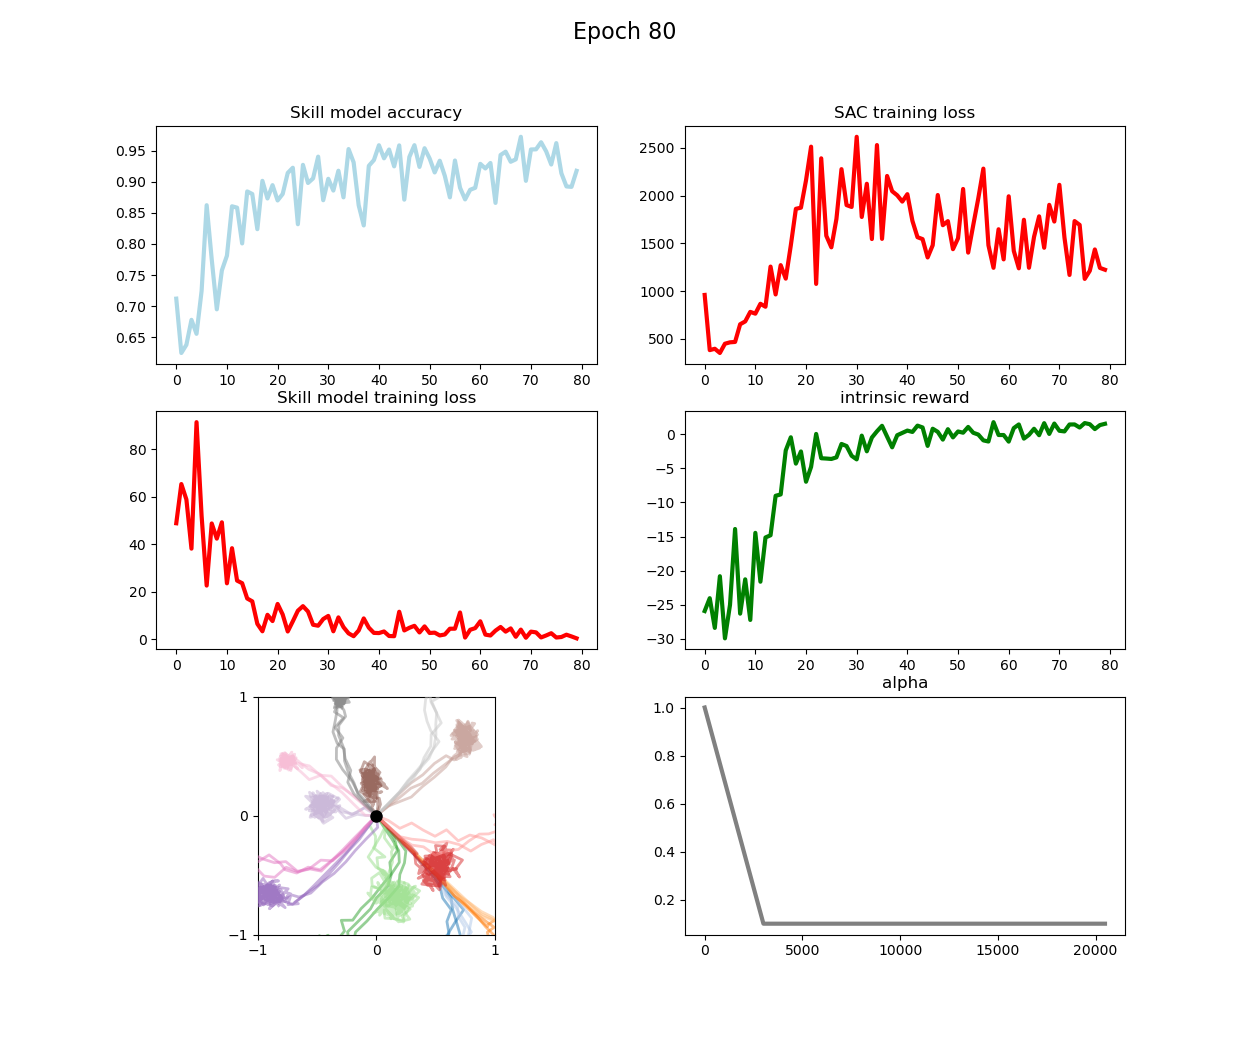 Epoch 80
Skill model accuracy
0.95
0.90
0.85
0.80
0.75
0.70
0.65
0 10 20 30 40 50 60 70 80
SAC training loss
2500
2000
1500
1000
500
0 10 20 30 40 50 60 70 80
Skill model training loss
80
60
40
20
0
0 10 20 30 40 50 60 70 80
intrinsic reward
0
−5
−10
−15
−20
−25
−30
0 10 20 30 40 50 60 70 80
1
0
−1
−1 0 1
alpha
1.0
0.8
0.6
0.4
0.2
0 5000 10000 15000 20000